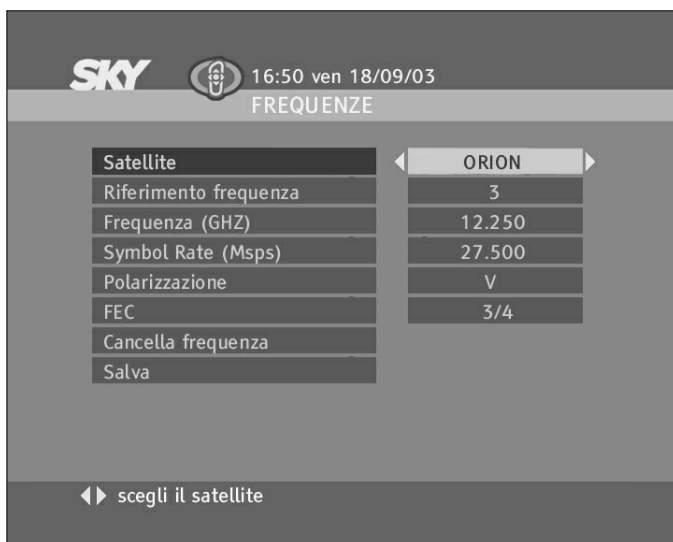 SKY 16:50 ven 18/09/03
FREQUENZE
Satellite ORION
Riferimento frequenza 3
Frequenza (GHZ) 12.250
Symbol Rate (Msps) 27.500
Polarizzazione V
FEC 3/4
Cancella frequenza
Salva
scegli il satellite